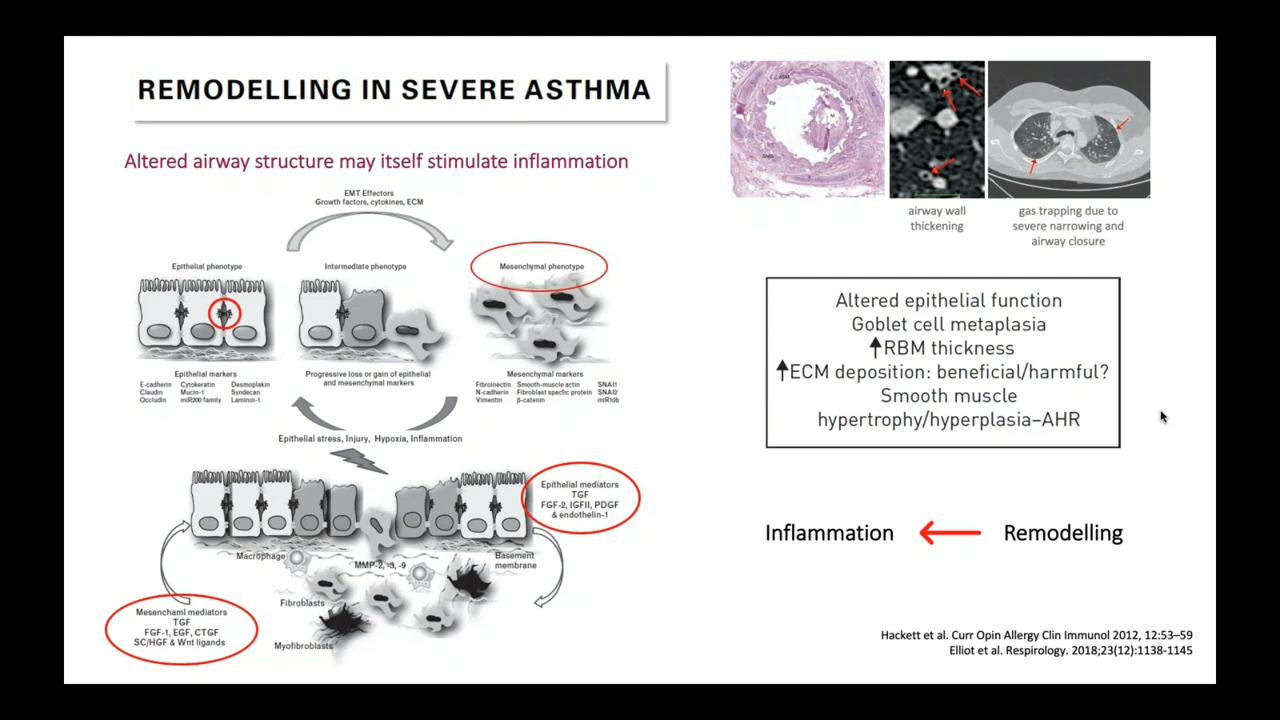 REMODELLING IN SEVERE ASTHMA
Altered airway structure may itself stimulate inflammation
EMT Effectors
Growth factors, cytokines, ECM
Epithelial phenotype
Intermediate phenotype
Mesenchymal phenotype
Epithelial markers
E-cadherin Cytokeratin Desmoplakin
Claudin Mucin-1 Syndecan
Occludin miR200 family Laminin-1
Progressive loss or gain of epithelial
and mesenchymal markers
Mesenchymal markers
Fibroinectin Smooth-muscle actin SNAI1
N-cadherin Fibroblast specfic protein SNAI2
Vimentin β-catenin miR10b
Epithelial stress, Injury, Hypoxia, Inflammation
Epithelial mediators
TGF
FGF-2, IGFII, PDGF
& endothelin-1
Macrophage
MMP-2, -3, -9
Basement
membrane
Fibroblasts
Myofibroblasts
Mesenchaml mediators
TGF
FGF-1, EGF, CTGF
SC/HGF & Wnt ligands
Ep
M
airway wall
thickening
gas trapping due to
severe narrowing and
airway closure
Altered epithelial function
Goblet cell metaplasia
↑RBM thickness
↑ECM deposition: beneficial/harmful?
Smooth muscle
hypertrophy/hyperplasia–AHR
Inflammation ← Remodelling
Hackett et al. Curr Opin Allergy Clin Immunol 2012, 12:53–59
Elliot et al. Respirology. 2018;23(12):1138-1145